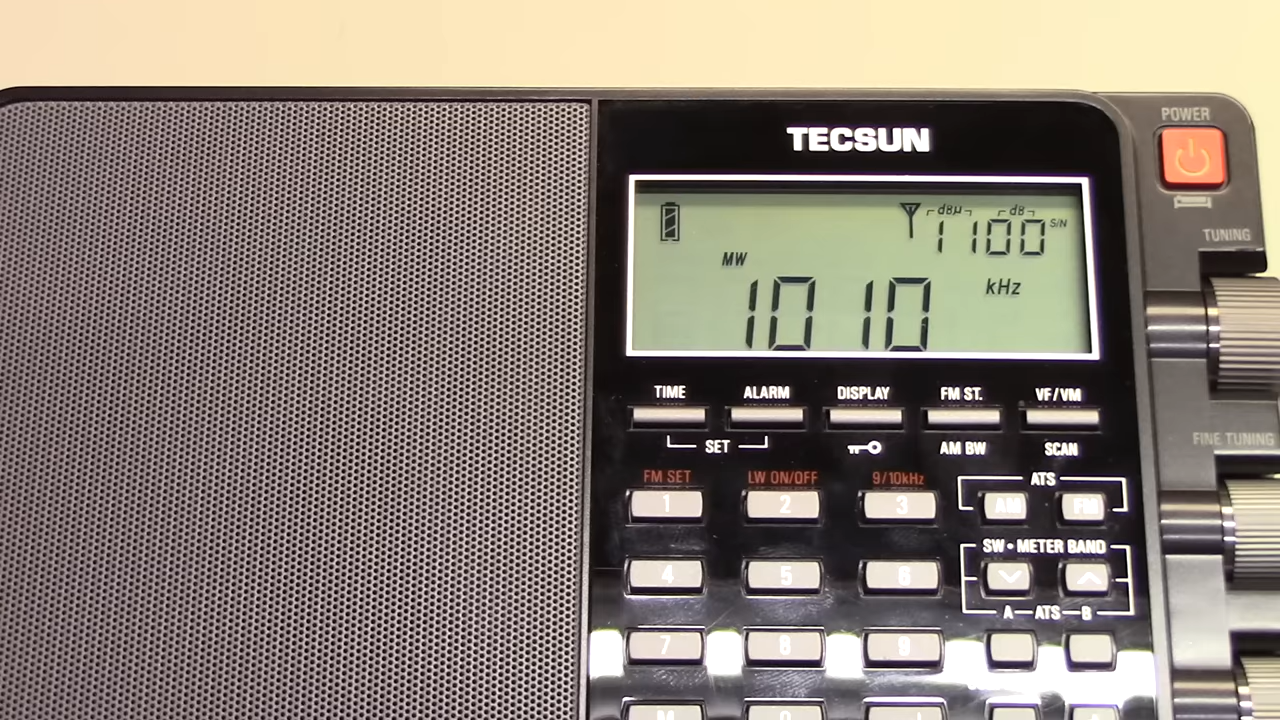 POWER
TECSUN
TUNING
dBµ dB S/N
1100
MW
1010 kHz
TIME ALARM DISPLAY FM ST. VF/VM
SET AM BW SCAN
FINE TUNING
FM SET LW ON/OFF 9/10kHz ATS
1 2 3 AM FM
SW • METER BAND
4 5 6
A ATS B
7 8 9